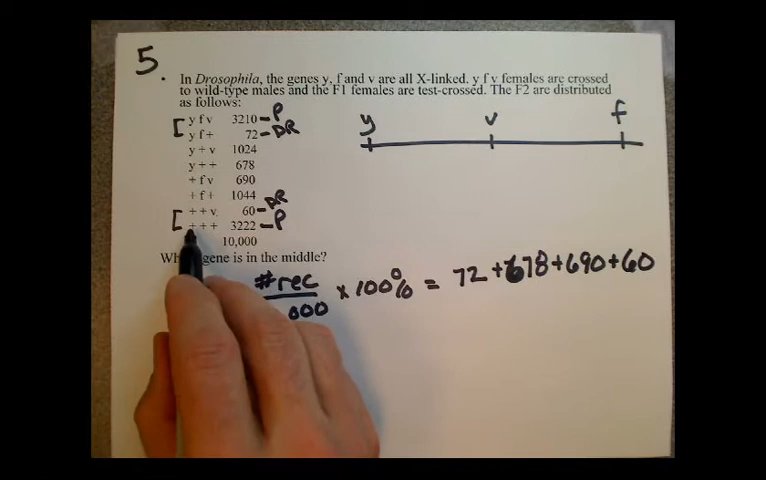 5.
In Drosophila, the genes y, f and v are all X-linked. y f v females are crossed
to wild-type males and the F1 females are test-crossed. The F2 are distributed
as follows:
[ y f v 3210 - P
y f + 72 - DR
y + v 1024
y + + 678
+ f v 690
+ f + 1044
[ + + v 60 - DR
+ + + 3222 - P
10,000
y v f
gene is in the middle?
#rec
000
x 100% = 72 + 678 + 690 + 60